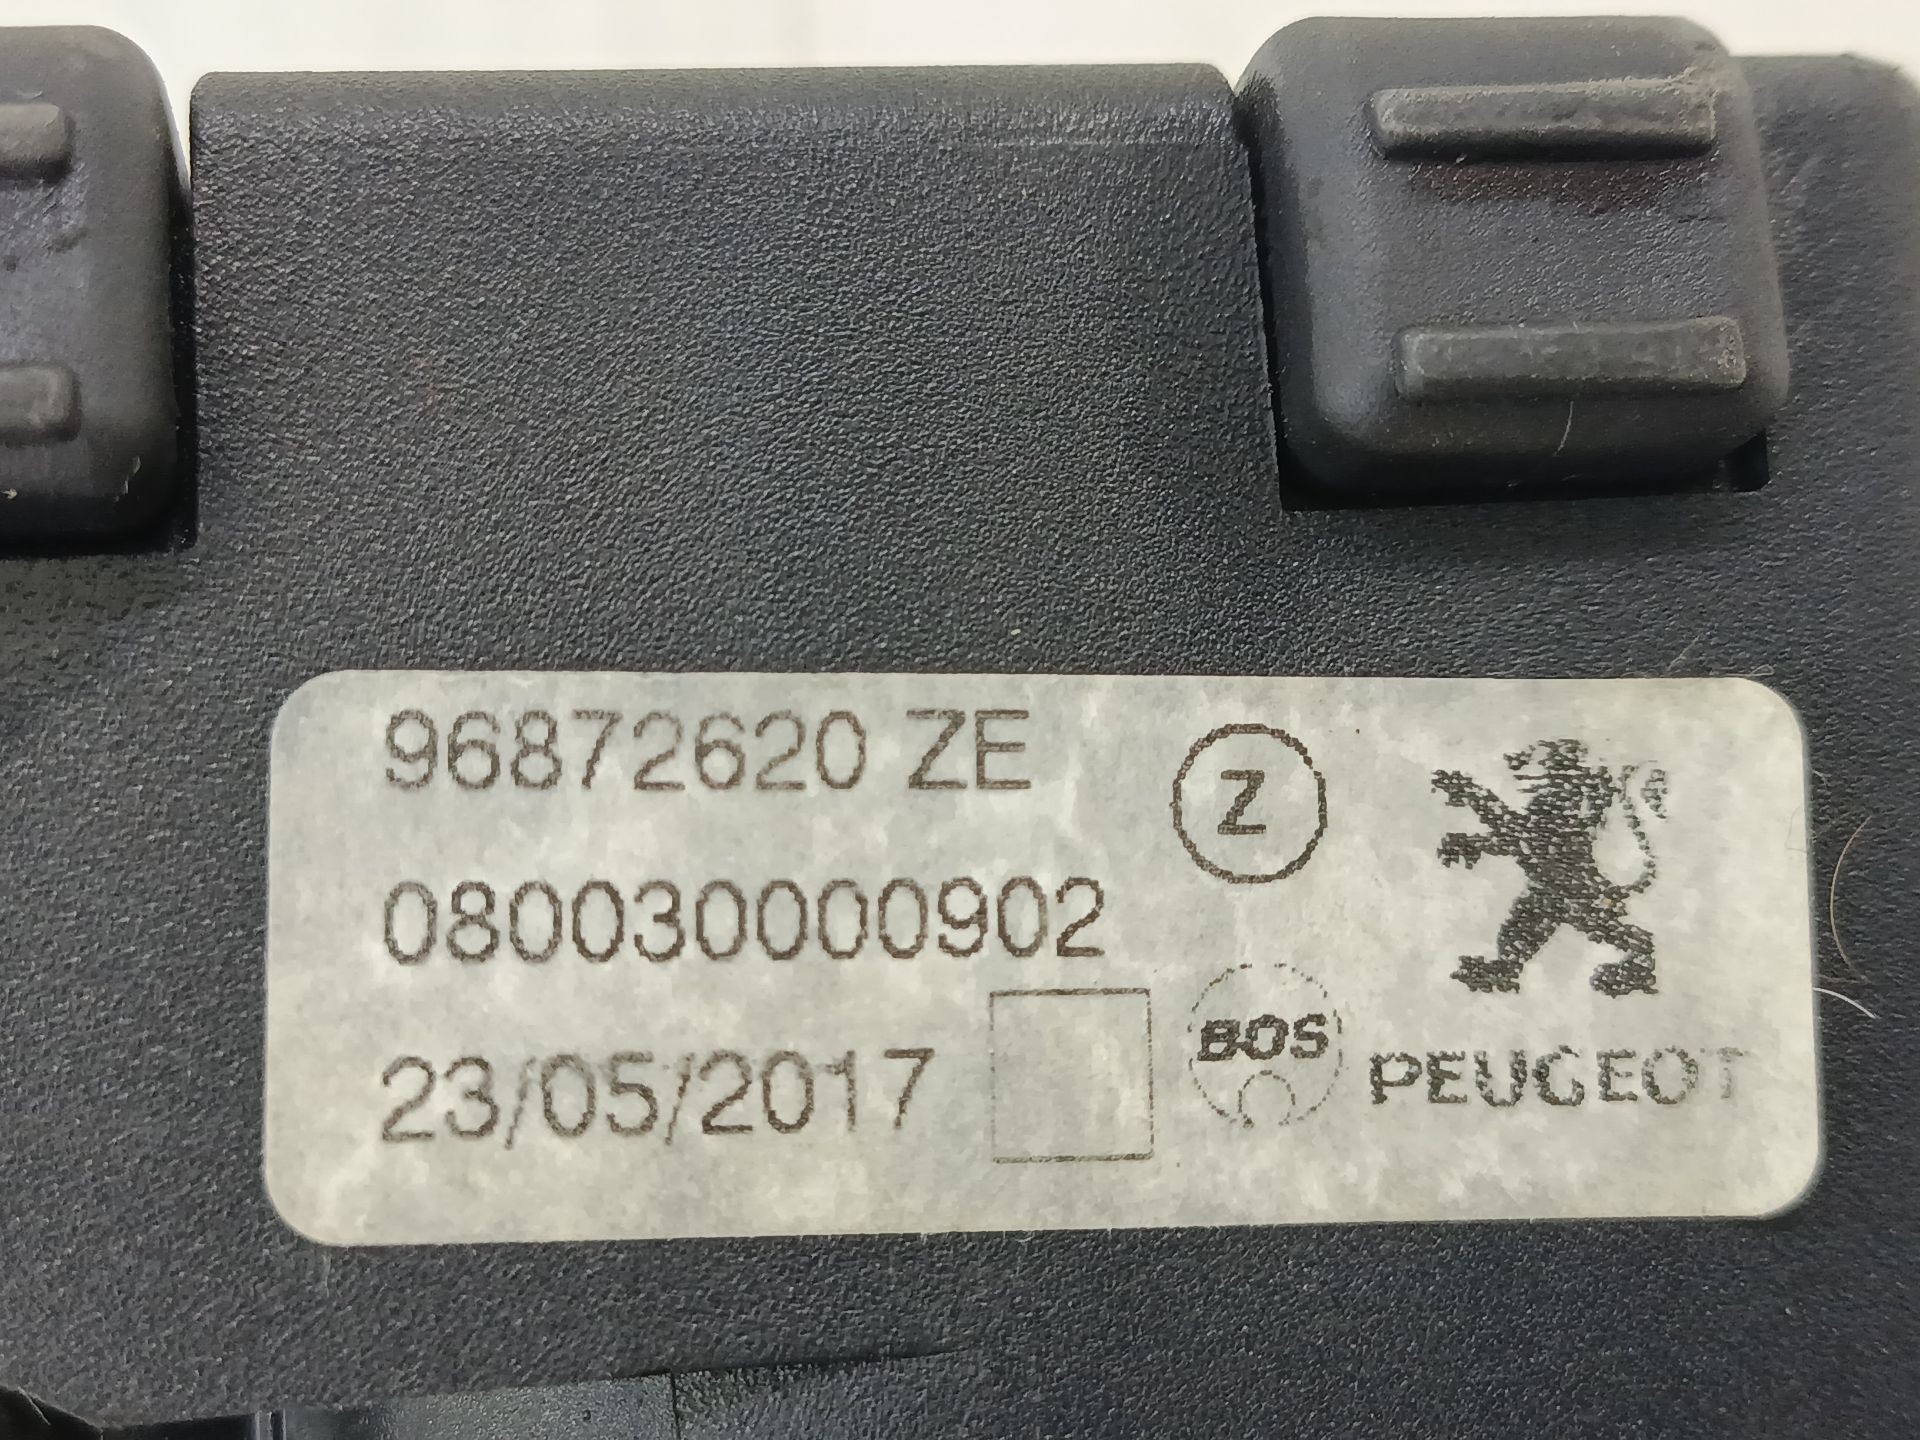 96872620 ZE
Z
080030000902
23/05/2017
BOS
PEUGEOT